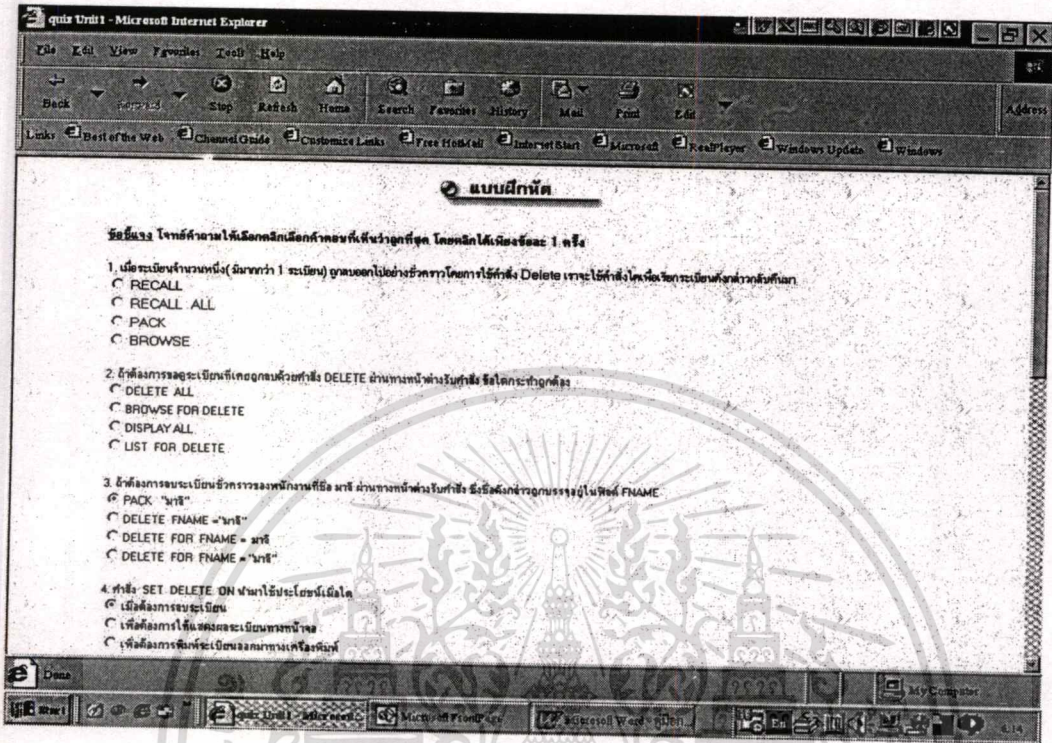 quiz Unit1 - Microsoft Internet Explorer
File Edit View Favorites Tools Help
Back Forward Stop Refresh Home Search Favorites History Mail Print Edit
Address
Links Best of the Web Channel Guide Customize Links Free HotMail Internet Start Microsoft RealPlayer Windows Update Windows
แบบฝึกหัด
ข้อชี้แจง โจทย์คำถามให้เลือกคลิกเลือกคำตอบที่เห็นว่าถูกที่สุด โดยคลิกได้เพียงข้อละ 1 ครั้ง
1. เมื่อระเบียนจำนวนหนึ่ง( มีมากกว่า 1 ระเบียน) ถูกลบออกไปอย่างชั่วคราวโดยการใช้คำสั่ง Delete เราจะใช้คำสั่งใดเพื่อเรียกระเบียนดังกล่าวกลับคืนมา
RECALL
RECALL ALL
PACK
BROWSE
2. ถ้าต้องการขอดูระเบียนที่เคยถูกลบด้วยคำสั่ง DELETE ผ่านทางหน้าต่างรับคำสั่ง ข้อใดกระทำถูกต้อง
DELETE ALL
BROWSE FOR DELETE
DISPLAY ALL
LIST FOR DELETE
3. ถ้าต้องการลบระเบียนชั่วคราวของพนักงานที่ชื่อ มาลี ผ่านทางหน้าต่างรับคำสั่ง ซึ่งชื่อดังกล่าวถูกบรรจุอยู่ในฟิลด์ FNAME
PACK "มาลี"
DELETE FNAME ="มาลี"
DELETE FOR FNAME = มาลี
DELETE FOR FNAME = "มาลี"
4. คำสั่ง SET DELETE ON นำมาใช้ประโยชน์เมื่อใด
เมื่อต้องการลบระเบียน
เพื่อต้องการใช้แสดงผลระเบียนทางหน้าจอ
เพื่อต้องการพิมพ์ระเบียนออกมาทางเครื่องพิมพ์
Done
My Computer
Start quiz Unit1 - Microsoft Microsoft FrontPage Microsoft Word - 6:14